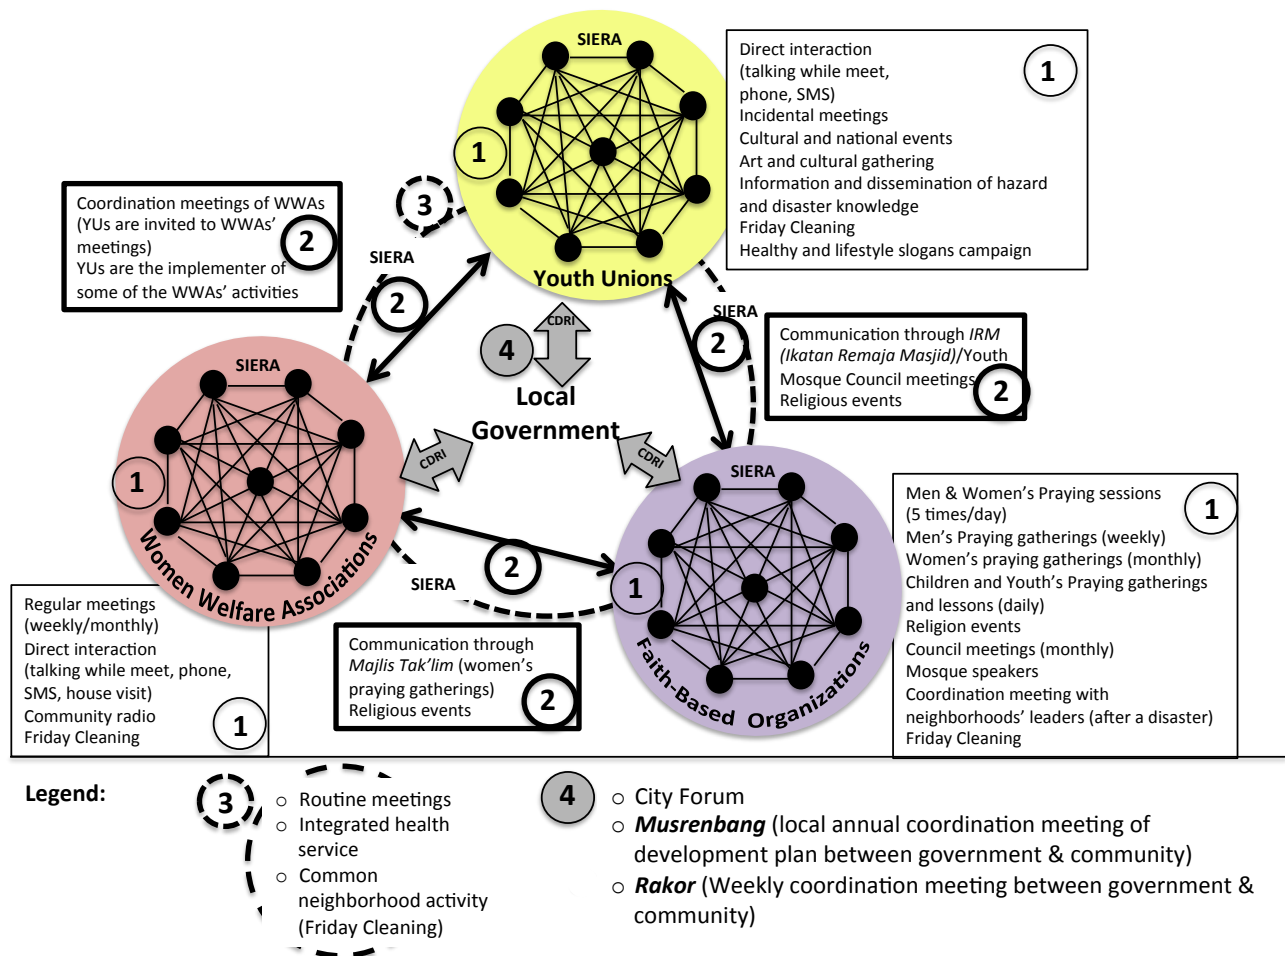 SIERA
1
Youth Unions
Direct interaction
(talking while meet,
phone, SMS)
Incidental meetings
Cultural and national events
Art and cultural gathering
Information and dissemination of hazard
and disaster knowledge
Friday Cleaning
Healthy and lifestyle slogans campaign
1
Coordination meetings of WWAs
(YUs are invited to WWAs'
meetings)
YUs are the implementer of
some of the WWAs' activities
2
3
SIERA
2
SIERA
2
CDRI
4
Local
Government
CDRI
CDRI
Communication through IRM
(Ikatan Remaja Masjid)/Youth
Mosque Council meetings
Religious events
2
SIERA
1
Women Welfare Associations
SIERA
1
Faith-Based Organizations
2
SIERA
Men & Women's Praying sessions
(5 times/day)
Men's Praying gatherings (weekly)
Women's praying gatherings (monthly)
Children and Youth's Praying gatherings
and lessons (daily)
Religion events
Council meetings (monthly)
Mosque speakers
Coordination meeting with
neighborhoods' leaders (after a disaster)
Friday Cleaning
1
Regular meetings
(weekly/monthly)
Direct interaction
(talking while meet, phone,
SMS, house visit)
Community radio
Friday Cleaning
1
Communication through
Majlis Tak'lim (women's
praying gatherings)
Religious events
2
Legend:
3
○ Routine meetings
○ Integrated health
service
○ Common
neighborhood activity
(Friday Cleaning)
4
○ City Forum
○ Musrenbang (local annual coordination meeting of
development plan between government & community)
○ Rakor (Weekly coordination meeting between government &
community)